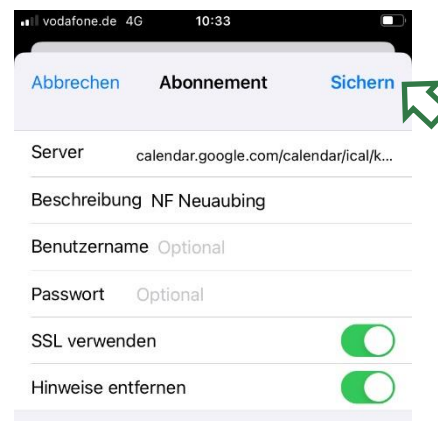 vodafone.de 4G 10:33
Abbrechen Abonnement Sichern
Server calendar.google.com/calendar/ical/k...
Beschreibung NF Neuaubing
Benutzername Optional
Passwort Optional
SSL verwenden
Hinweise entfernen